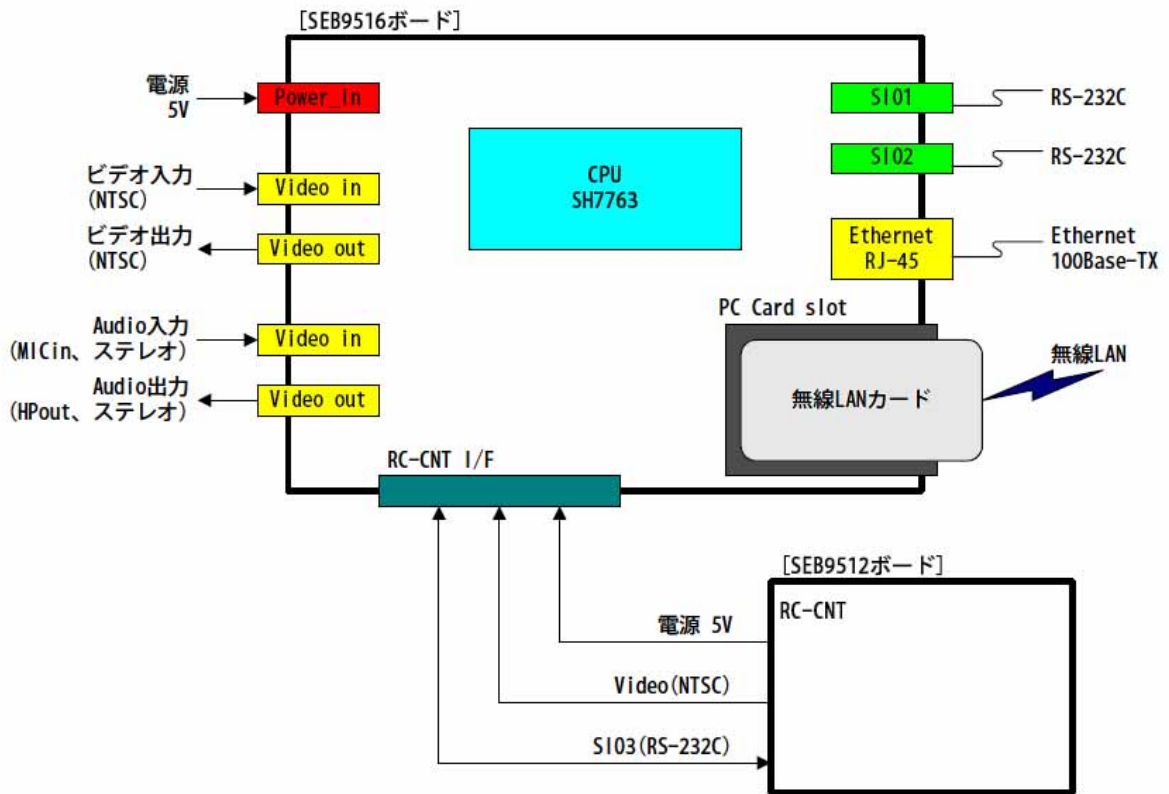 [SEB9516ボード]
電源
5V
Power_in
ビデオ入力
(NTSC)
Video in
ビデオ出力
(NTSC)
Video out
Audio入力
(MICin、ステレオ)
Video in
Audio出力
(HPout、ステレオ)
Video out
CPU
SH7763
SIO1
RS-232C
SIO2
RS-232C
Ethernet
RJ-45
Ethernet
100Base-TX
PC Card slot
無線LANカード
無線LAN
RC-CNT I/F
[SEB9512ボード]
RC-CNT
電源 5V
Video(NTSC)
SIO3(RS-232C)